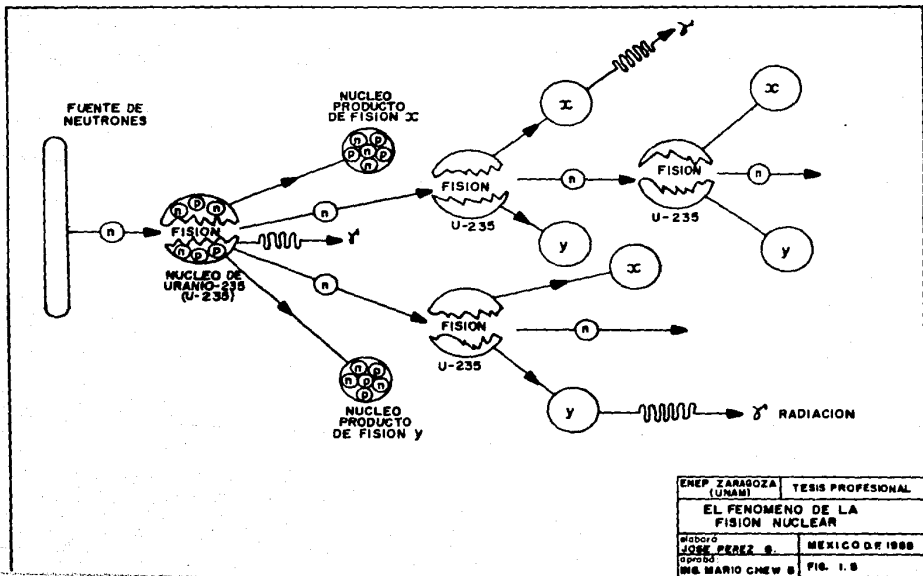 FUENTE DE
NEUTRONES
n
NUCLEO
PRODUCTO
DE FISION x
n
p
n
p
n
p
n
n
p
n
FISION
n
p
p
NUCLEO DE
URANIO-235
(U-235)
n
γ
n
n
p
n
p
n
p
NUCLEO
PRODUCTO
DE FISION y
FISION
U-235
x
γ
y
n
FISION
U-235
x
n
y
FISION
U-235
x
n
y
γ RADIACION
ENEP ZARAGOZA
(UNAM)
TESIS PROFESIONAL
EL FENOMENO DE LA
FISION NUCLEAR
elaboró
JOSE PEREZ G.
MEXICO D.F. 1988
aprobó:
ING. MARIO CHEW
FIG. 1.5